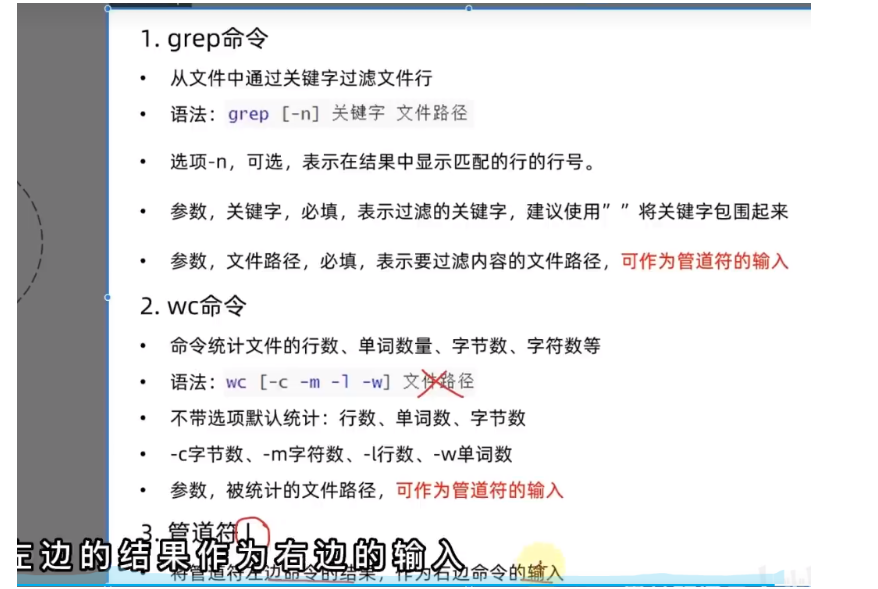 1. grep命令
• 从文件中通过关键字过滤文件行
• 语法：grep [-n] 关键字 文件路径
• 选项-n，可选，表示在结果中显示匹配的行的行号。
• 参数，关键字，必填，表示过滤的关键字，建议使用” ”将关键字包围起来
• 参数，文件路径，必填，表示要过滤内容的文件路径，可作为管道符的输入
2. wc命令
• 命令统计文件的行数、单词数量、字节数、字符数等
• 语法：wc [-c -m -l -w] 文件路径
• 不带选项默认统计：行数、单词数、字节数
• -c字节数、-m字符数、-l行数、-w单词数
• 参数，被统计的文件路径，可作为管道符的输入
3. 管道符|
左边的结果作为右边的输入
• 将管道符左边命令的结果，作为右边命令的输入